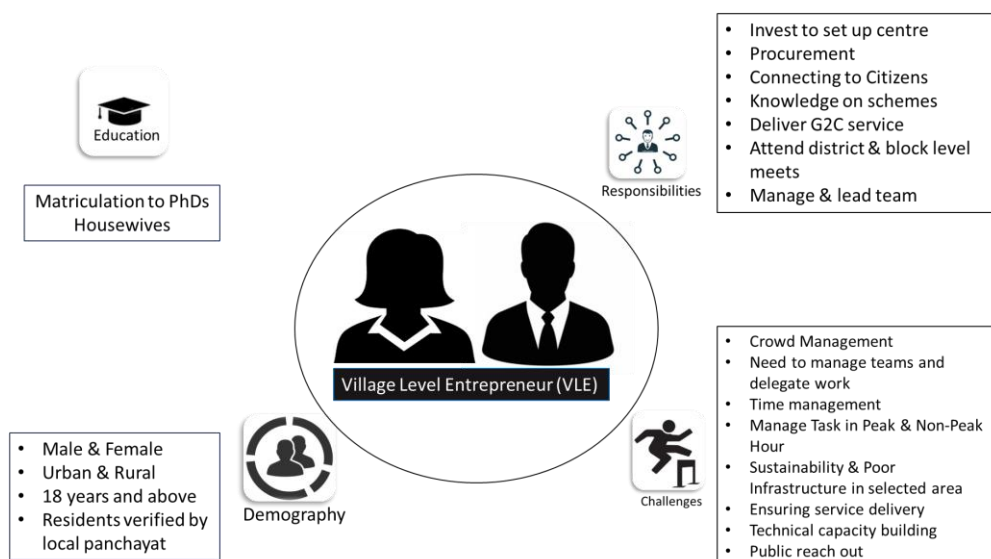 Education
Matriculation to PhDs
Housewives
• Invest to set up centre
• Procurement
• Connecting to Citizens
• Knowledge on schemes
• Deliver G2C service
• Attend district & block level
meets
• Manage & lead team
Responsibilities
Village Level Entrepreneur (VLE)
• Male & Female
• Urban & Rural
• 18 years and above
• Residents verified by
local panchayat
Demography
• Crowd Management
• Need to manage teams and
delegate work
• Time management
• Manage Task in Peak & Non-Peak
Hour
• Sustainability & Poor
Infrastructure in selected area
• Ensuring service delivery
• Technical capacity building
• Public reach out
Challenges